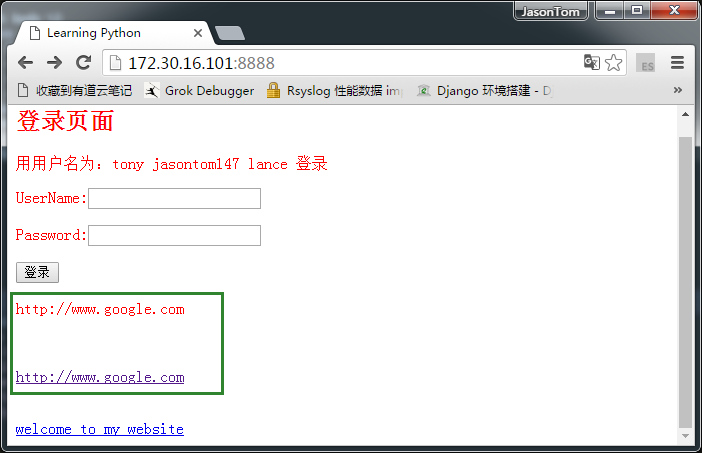 JasonTom
Learning Python
172.30.16.101:8888
ES
收藏到有道云笔记 Grok Debugger Rsyslog 性能数据 imp Django 环境搭建 - D
登录页面
用用户名为：tony jasontom147 lance 登录
UserName:
Password:
登录
http://www.google.com
http://www.google.com
welcome to my website